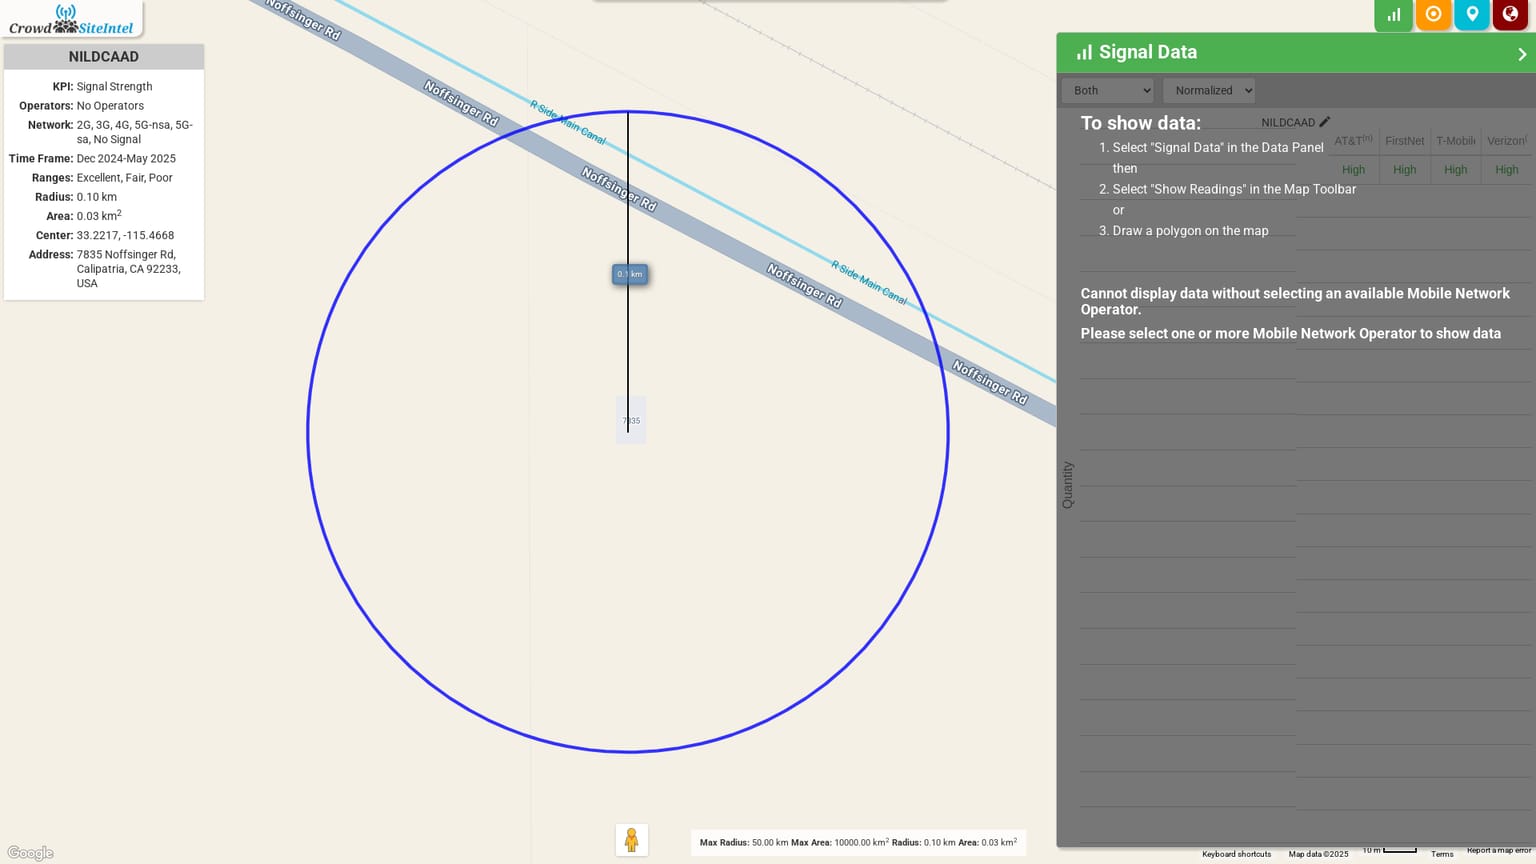 Crowd SiteIntel
NILDCAAD
KPI: Signal Strength
Operators: No Operators
Network: 2G, 3G, 4G, 5G-nsa, 5G-
sa, No Signal
Time Frame: Dec 2024-May 2025
Ranges: Excellent, Fair, Poor
Radius: 0.10 km
Area: 0.03 km2
Center: 33.2217, -115.4668
Address: 7835 Noffsinger Rd,
Calipatria, CA 92233,
USA
Noffsinger Rd
Noffsinger Rd
R Side Main Canal
Noffsinger Rd
R Side Main Canal
Noffsinger Rd
Noffsinger Rd
0.1 km
7835
Signal Data
Both
Normalized
To show data:
NILDCAAD
AT&T(n) FirstNet T-Mobile Verizon(
1. Select "Signal Data" in the Data Panel
then
High High High High
2. Select "Show Readings" in the Map Toolbar
or
3. Draw a polygon on the map
Cannot display data without selecting an available Mobile Network
Operator.
Please select one or more Mobile Network Operator to show data
Quantity
Max Radius: 50.00 km Max Area: 10000.00 km2 Radius: 0.10 km Area: 0.03 km2
Google
Keyboard shortcuts Map data ©2025 10 m Terms Report a map error